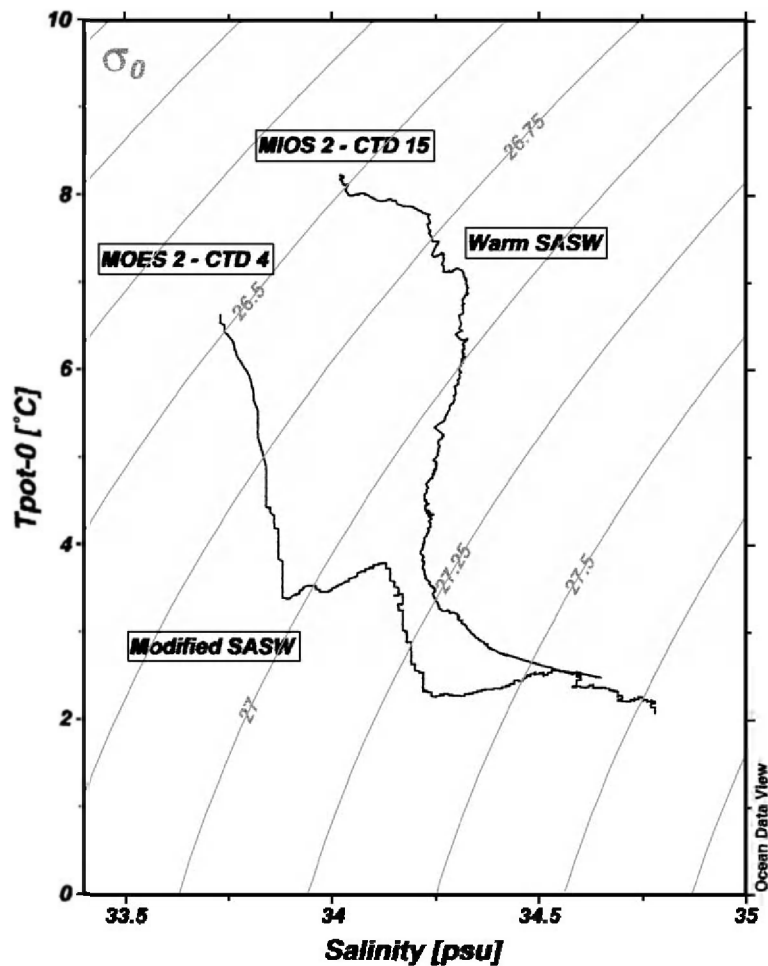 10
σ0
MIOS 2 - CTD 15
26.75
8
Warm SASW
MOES 2 - CTD 4
26.5
6
Tpot-0 [°C]
4
27.25
27.5
Modified SASW
27
2
0
33.5
34
34.5
35
Salinity [psu]
Ocean Data View